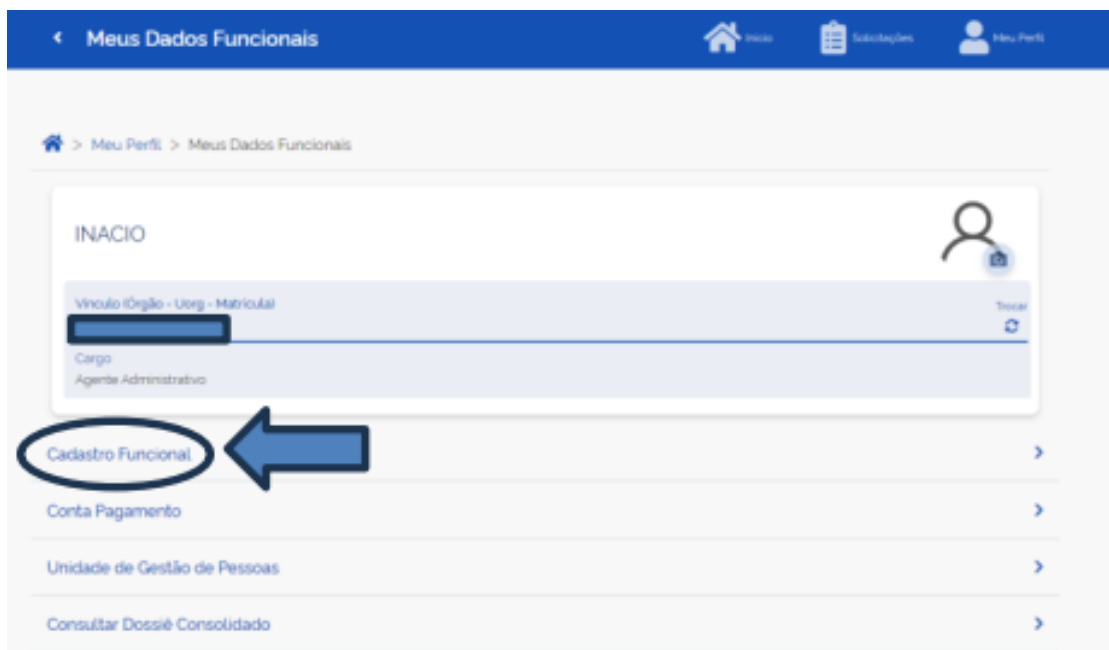 Meus Dados Funcionais
Início
Solicitações
Meu Perfil
> Meu Perfil > Meus Dados Funcionais
INACIO
Vínculo (Órgão - Uorg - Matrícula)
Trocar
Cargo
Agente Administrativo
Cadastro Funcional
Conta Pagamento
Unidade de Gestão de Pessoas
Consultar Dossiê Consolidado